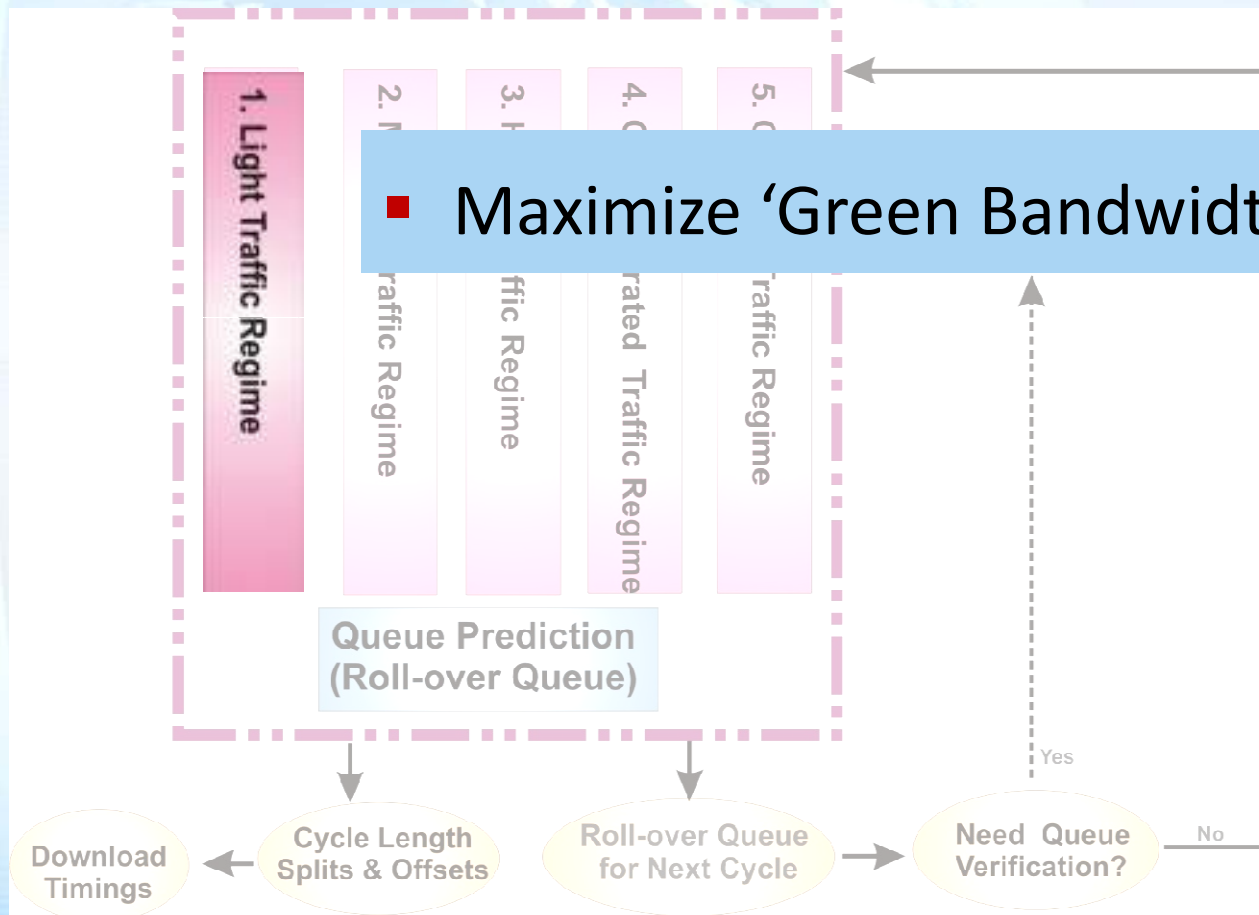 1. Light Traffic Regime
2. raffic Regime
3. ffic Regime
4. rated Traffic Regime
5. raffic Regime
▪ Maximize ‘Green Bandwidt
Queue Prediction
(Roll-over Queue)
Yes
Download
Timings
Cycle Length
Splits & Offsets
Roll-over Queue
for Next Cycle
Need Queue
Verification?
No